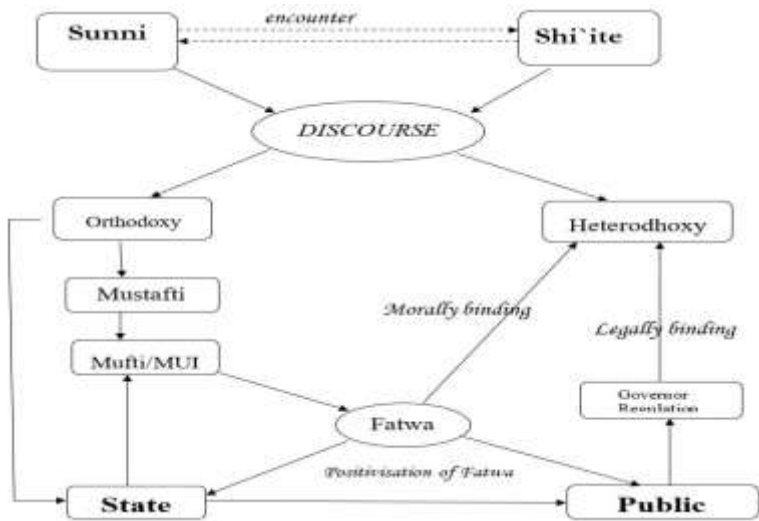 encounter
Sunni
Shi`ite
DISCOURSE
Orthodoxy
Heterodhoxy
Mustafti
Morally binding
Legally binding
Mufti/MUI
Governor
Regulation
Fatwa
Positivisation of Fatwa
State
Public